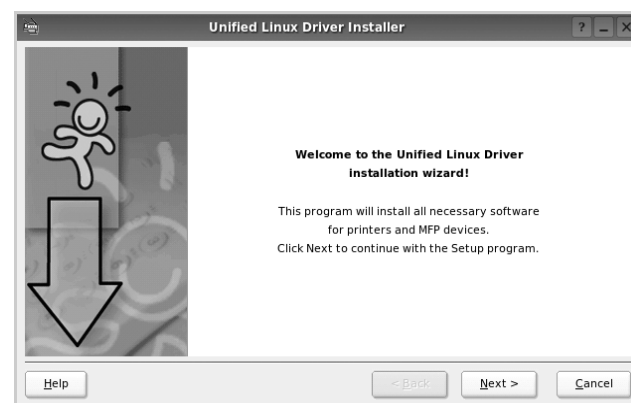 Unified Linux Driver Installer
?
Welcome to the Unified Linux Driver
installation wizard!
This program will install all necessary software
for printers and MFP devices.
Click Next to continue with the Setup program.
Help
< Back
Next >
Cancel